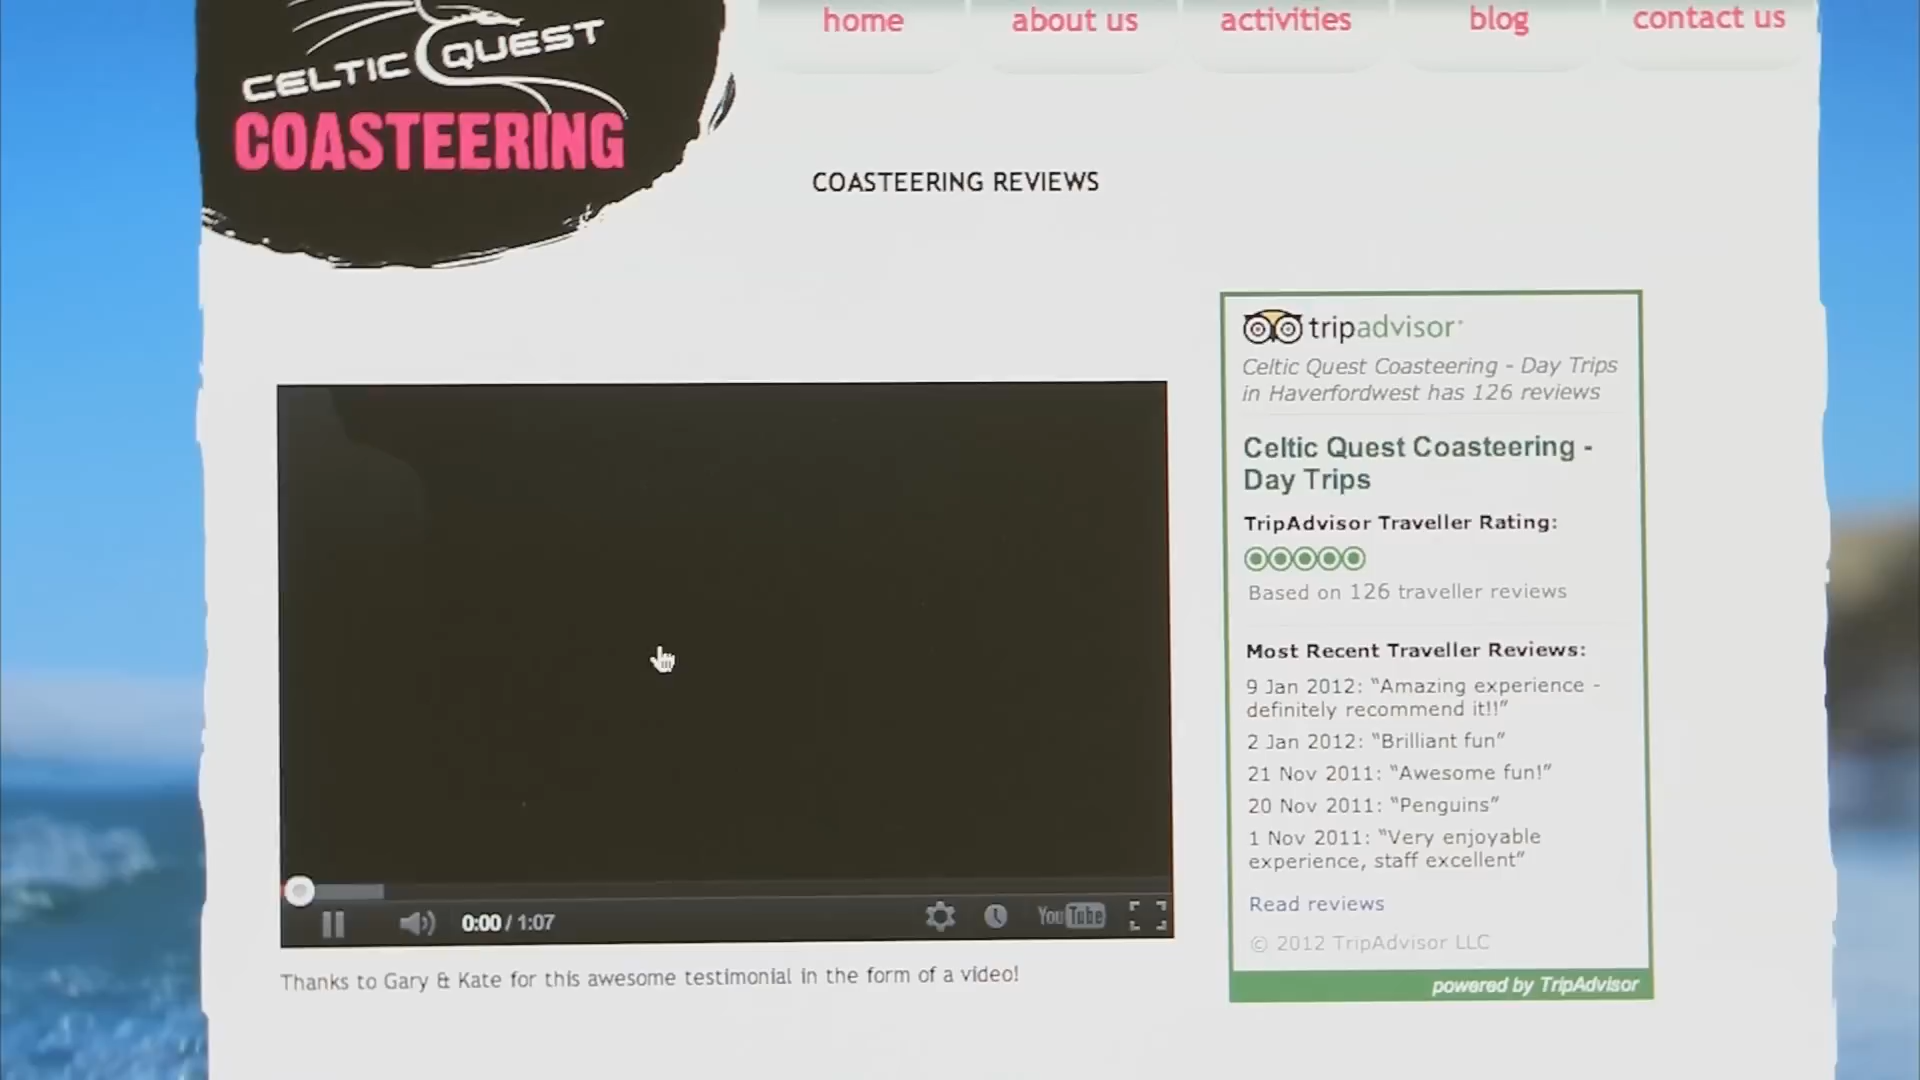 CELTIC QUEST
COASTEERING
home
about us
activities
blog
contact us
COASTEERING REVIEWS
tripadvisor
Celtic Quest Coasteering - Day Trips
in Haverfordwest has 126 reviews
Celtic Quest Coasteering -
Day Trips
TripAdvisor Traveller Rating:
Based on 126 traveller reviews
Most Recent Traveller Reviews:
9 Jan 2012: “Amazing experience -
definitely recommend it!!”
2 Jan 2012: “Brilliant fun”
21 Nov 2011: “Awesome fun!”
20 Nov 2011: “Penguins”
1 Nov 2011: “Very enjoyable
experience, staff excellent”
Read reviews
© 2012 TripAdvisor LLC
powered by TripAdvisor
0:00 / 1:07
YouTube
Thanks to Gary & Kate for this awesome testimonial in the form of a video!